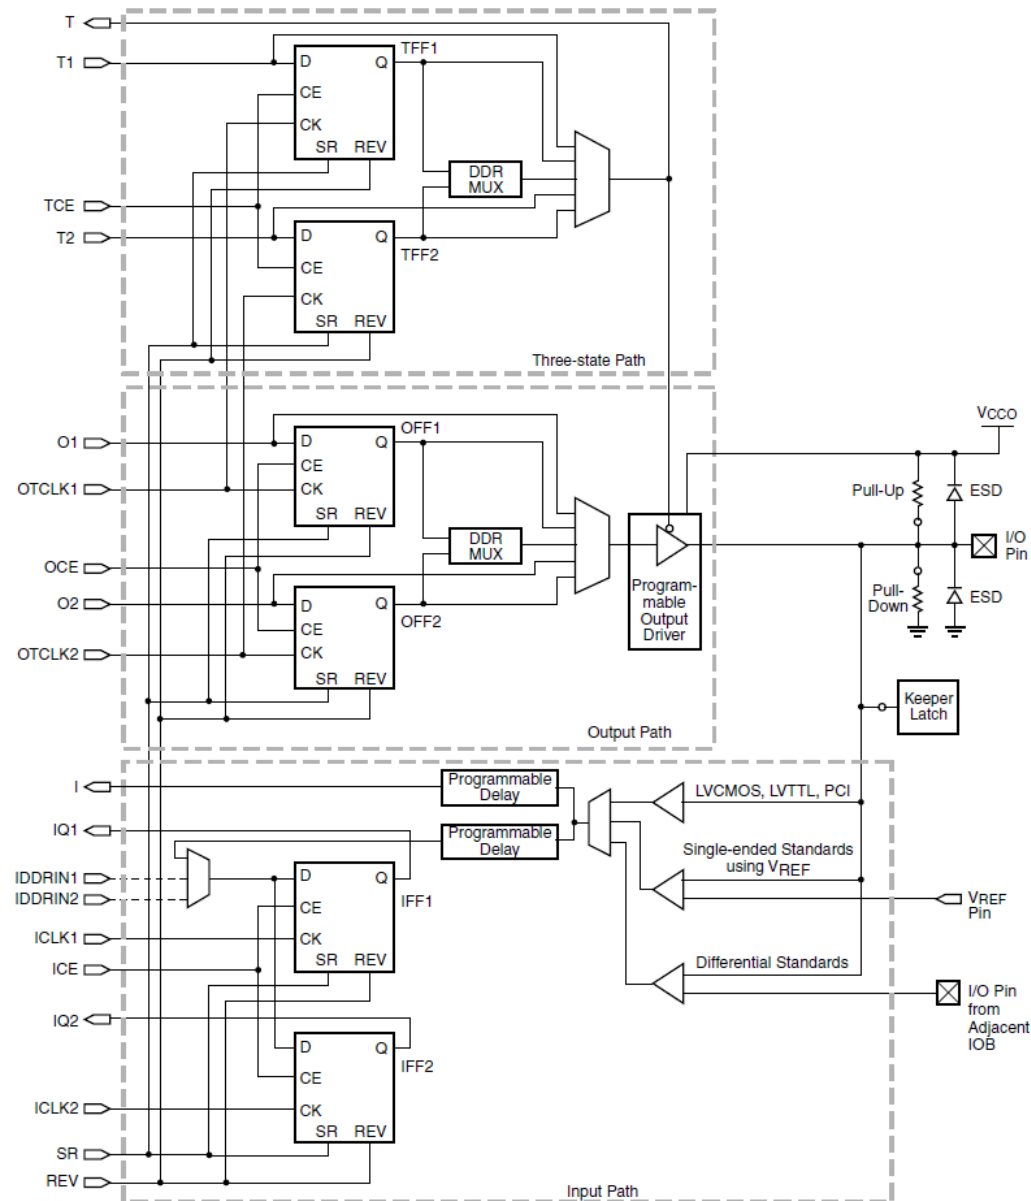 T
T1
D
Q
TFF1
CE
CK
SR REV
DDR
MUX
TCE
T2
D
Q
TFF2
CE
CK
SR REV
Three-state Path
O1
D
Q
OFF1
CE
OTCLK1
CK
SR REV
DDR
MUX
OCE
O2
D
Q
OFF2
CE
OTCLK2
CK
SR REV
Program-
mable
Output
Driver
Output Path
VCCO
Pull-Up
ESD
I/O
Pin
Pull-
Down
ESD
Keeper
Latch
I
Programmable
Delay
LVCMOS, LVTTL, PCI
IQ1
Programmable
Delay
Single-ended Standards
using VREF
IDDRIN1
IDDRIN2
D
Q
IFF1
CE
VREF
Pin
ICLK1
CK
ICE
SR REV
Differential Standards
I/O Pin
from
Adjacent
IOB
IQ2
D
Q
IFF2
CE
ICLK2
CK
SR REV
SR
REV
Input Path